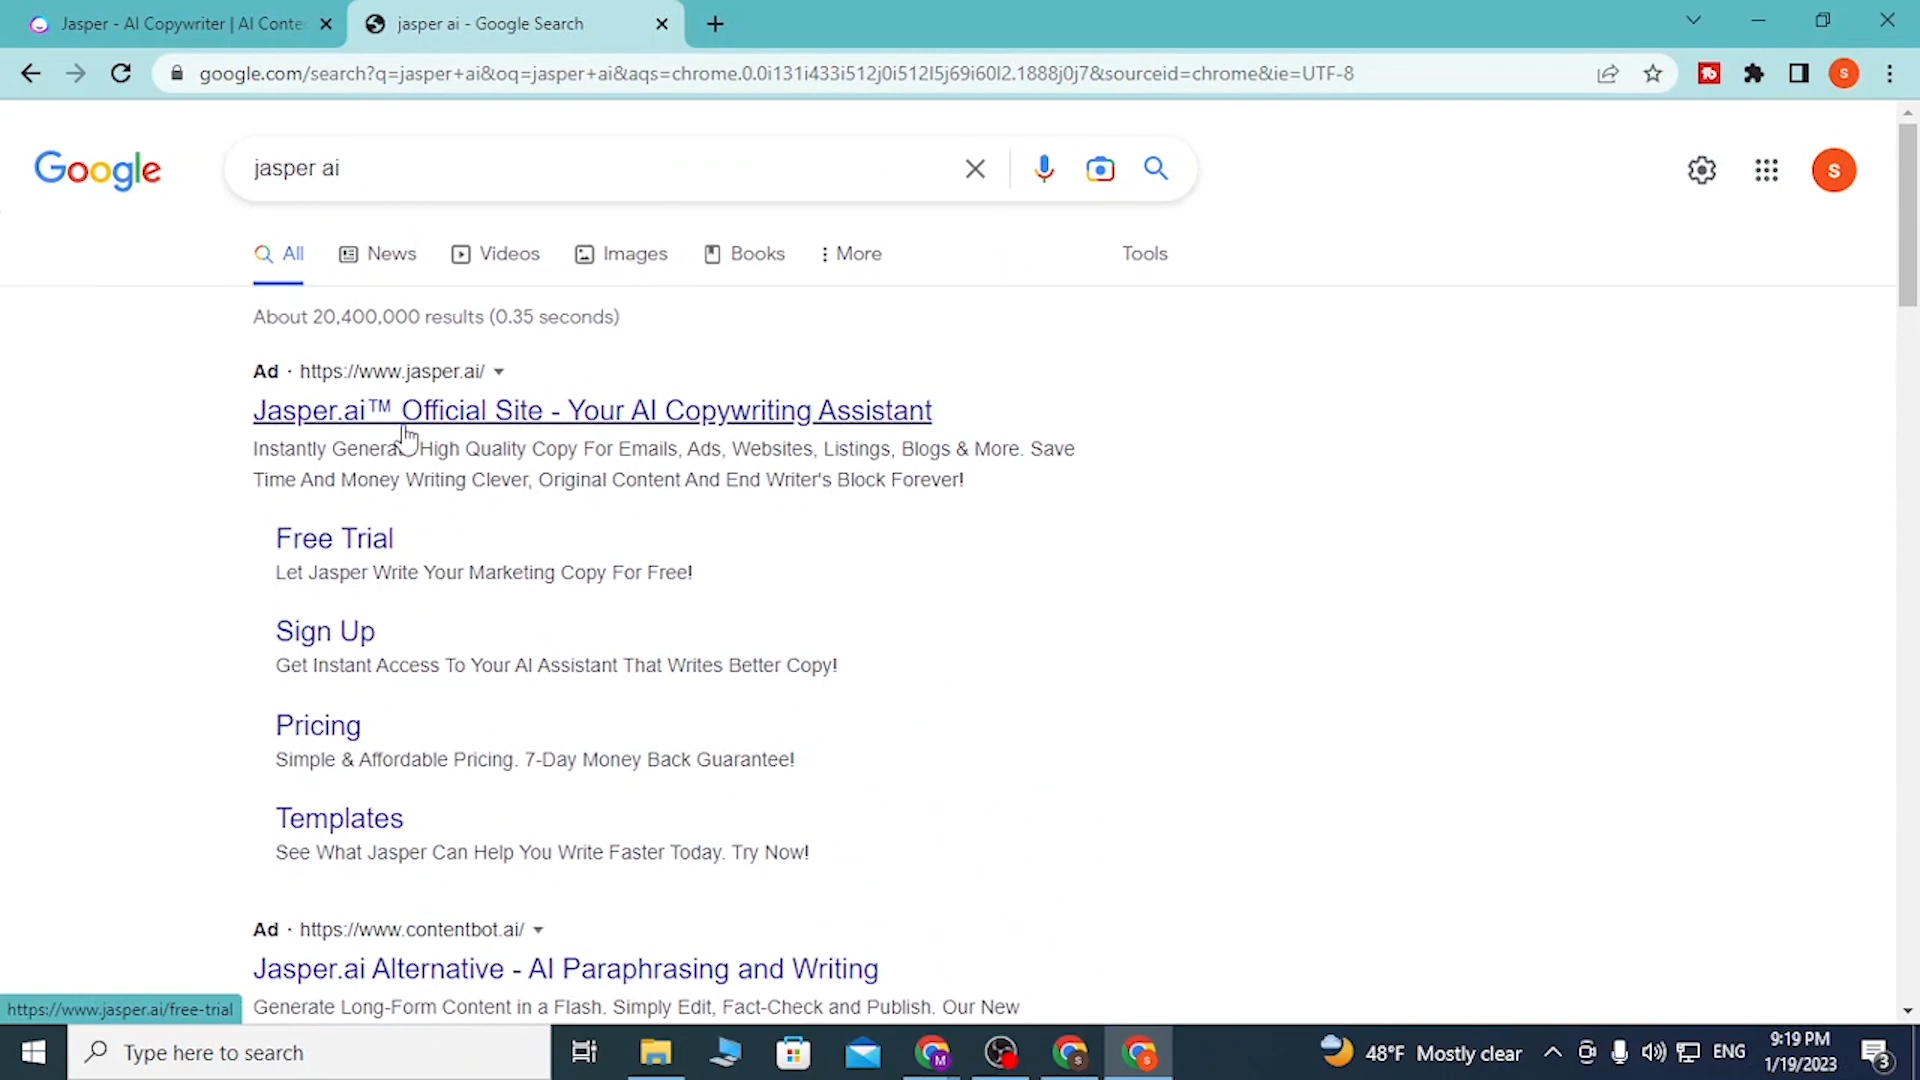 Jasper - AI Copywriter | AI Conte
jasper ai - Google Search
google.com/search?q=jasper+ai&oq=jasper+ai&aqs=chrome.0.0i131i433i512j0i512l5j69i60l2.1888j0j7&sourceid=chrome&ie=UTF-8
S
Google
jasper ai
S
All
News
Videos
Images
Books
More
Tools
About 20,400,000 results (0.35 seconds)
Ad · https://www.jasper.ai/
Jasper.ai™ Official Site - Your AI Copywriting Assistant
Instantly Genera High Quality Copy For Emails, Ads, Websites, Listings, Blogs & More. Save
Time And Money Writing Clever, Original Content And End Writer's Block Forever!
Free Trial
Let Jasper Write Your Marketing Copy For Free!
Sign Up
Get Instant Access To Your AI Assistant That Writes Better Copy!
Pricing
Simple & Affordable Pricing. 7-Day Money Back Guarantee!
Templates
See What Jasper Can Help You Write Faster Today. Try Now!
Ad · https://www.contentbot.ai/
Jasper.ai Alternative - AI Paraphrasing and Writing
Generate Long-Form Content in a Flash. Simply Edit, Fact-Check and Publish. Our New
https://www.jasper.ai/free-trial
Type here to search
M
S
S
48°F Mostly clear
ENG
9:19 PM
1/19/2023
3